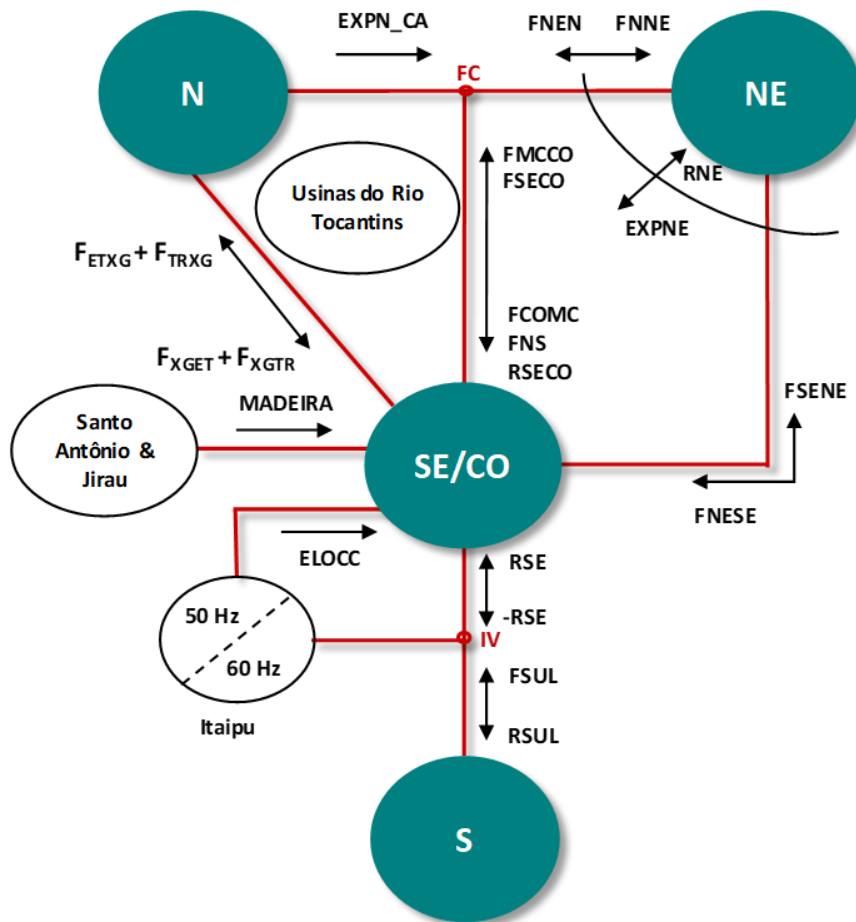 EXPN_CA
FNEN FNNE
N
FC
NE
Usinas do Rio
Tocantins
FMCCO
FSECO
RNE
EXPNE
FETXG + FTRXG
FCOMC
FNS
RSECO
FXGET + FXGTR
MADEIRA
Santo
Antônio &
Jirau
SE/CO
FSENE
FNESE
ELOCC
RSE
-RSE
50 Hz
60 Hz
IV
Itaipu
FSUL
RSUL
S